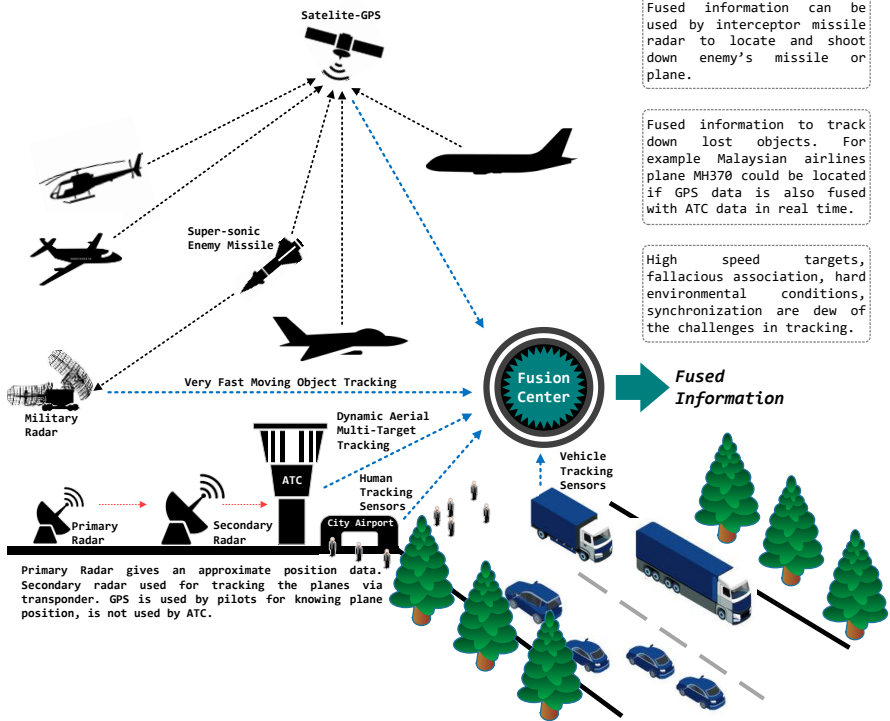 Satelite-GPS
Fused information can be
used by interceptor missile
radar to locate and shoot
down enemy's missile or
plane.
Fused information to track
down lost objects. For
example Malaysian airlines
plane MH370 could be located
if GPS data is also fused
with ATC data in real time.
Super-sonic
Enemy Missile
High speed targets,
fallacious association, hard
environmental conditions,
synchronization are dew of
the challenges in tracking.
Fusion
Center
Fused
Information
Very Fast Moving Object Tracking
Military
Radar
Dynamic Aerial
Multi-Target
Tracking
Vehicle
Tracking
Sensors
ATC
Human
Tracking
Sensors
Primary
Radar
Secondary
Radar
City Airport
Primary Radar gives an approximate position data.
Secondary radar used for tracking the planes via
transponder. GPS is used by pilots for knowing plane
position, is not used by ATC.